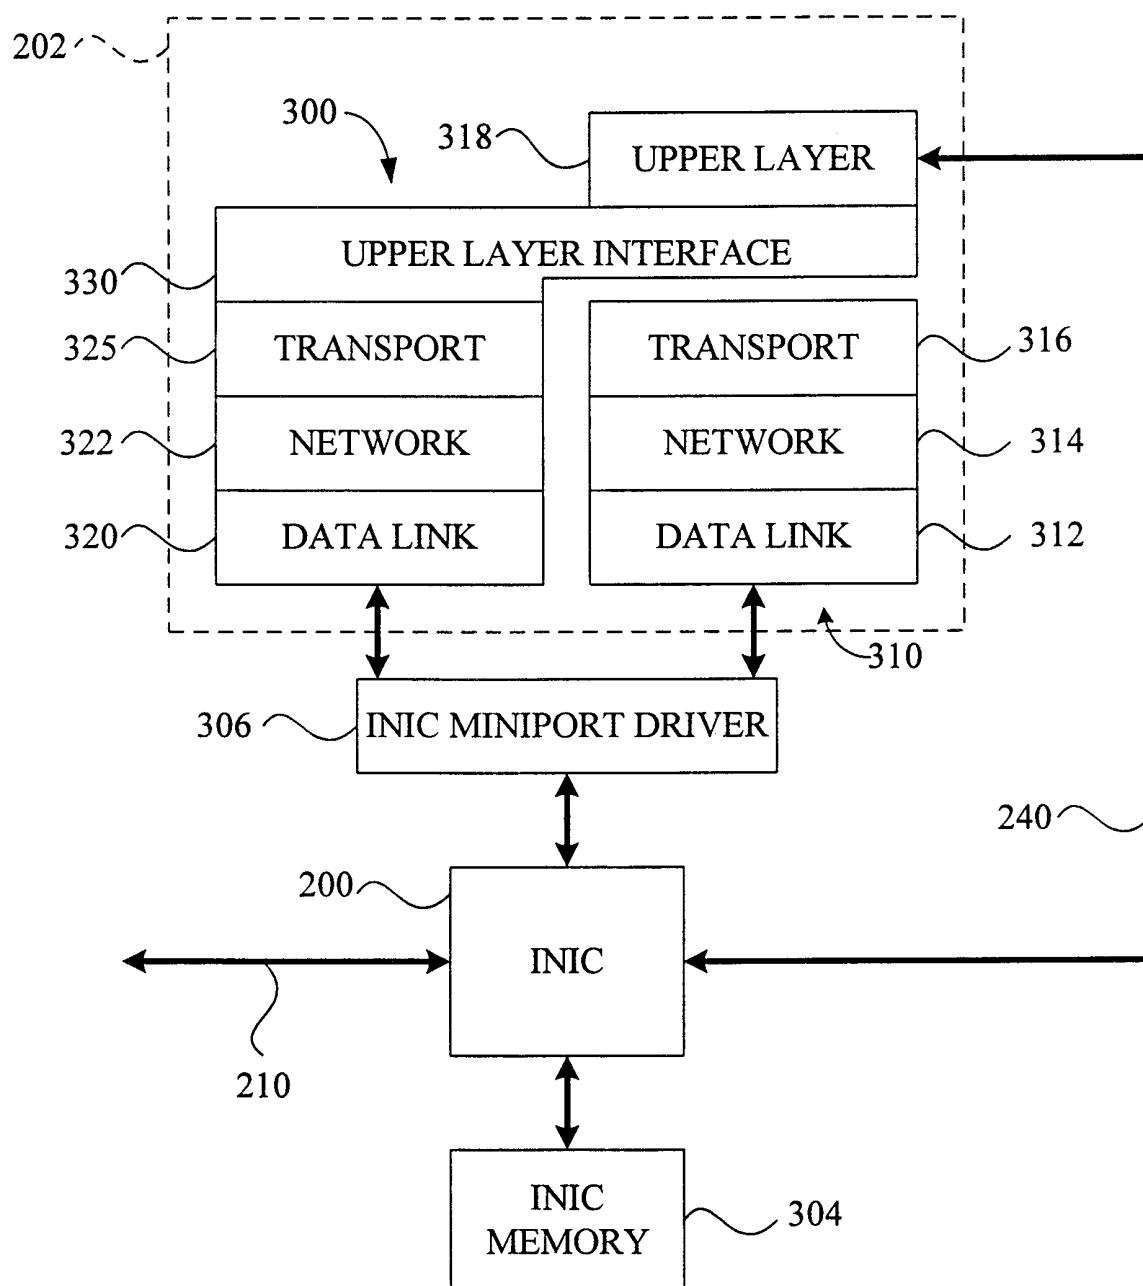 202
300
318
UPPER LAYER
UPPER LAYER INTERFACE
330
325
TRANSPORT
TRANSPORT
316
322
NETWORK
NETWORK
314
320
DATA LINK
DATA LINK
312
310
306
INIC MINIPORT DRIVER
240
200
INIC
210
INIC
MEMORY
304